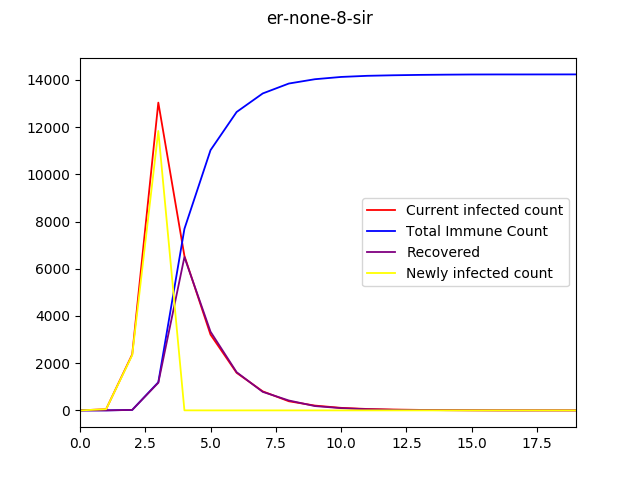 er-none-8-sir
14000
12000
10000
8000
6000
4000
2000
0
Current infected count
Total Immune Count
Recovered
Newly infected count
0.0 2.5 5.0 7.5 10.0 12.5 15.0 17.5